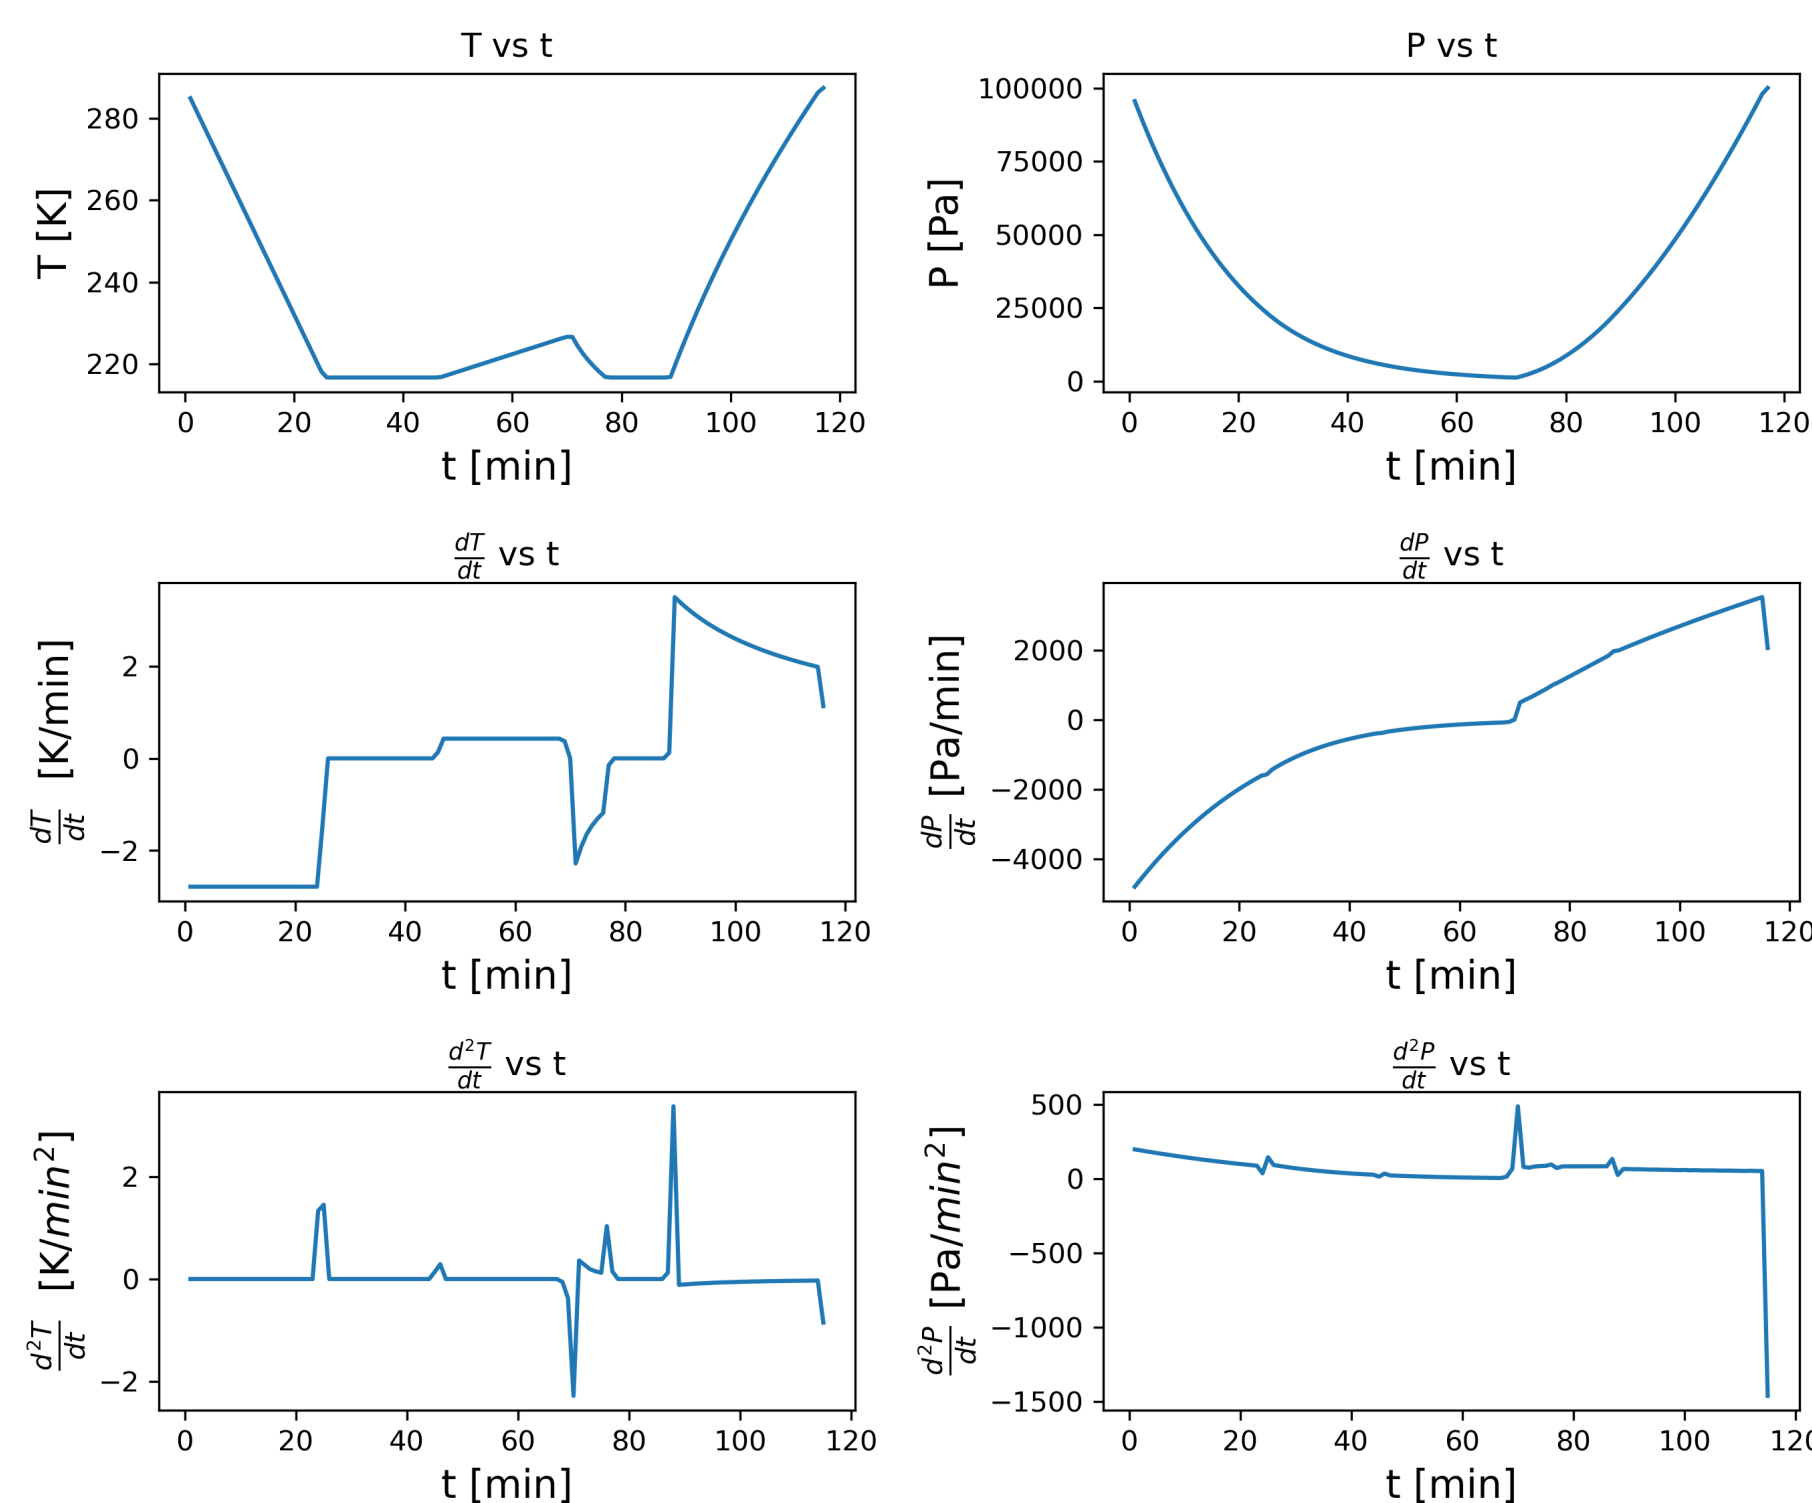 T vs t
T [K]
280
260
240
220
0 20 40 60 80 100 120
t [min]
P vs t
P [Pa]
100000
75000
50000
25000
0
0 20 40 60 80 100 120
t [min]
dT/dt vs t
dT/dt [K/min]
2
0
−2
0 20 40 60 80 100 120
t [min]
dP/dt vs t
dP/dt [Pa/min]
2000
0
−2000
−4000
0 20 40 60 80 100 120
t [min]
d²T/dt vs t
d²T/dt [K/min²]
2
0
−2
0 20 40 60 80 100 120
t [min]
d²P/dt vs t
d²P/dt [Pa/min²]
500
0
−500
−1000
−1500
0 20 40 60 80 100 120
t [min]